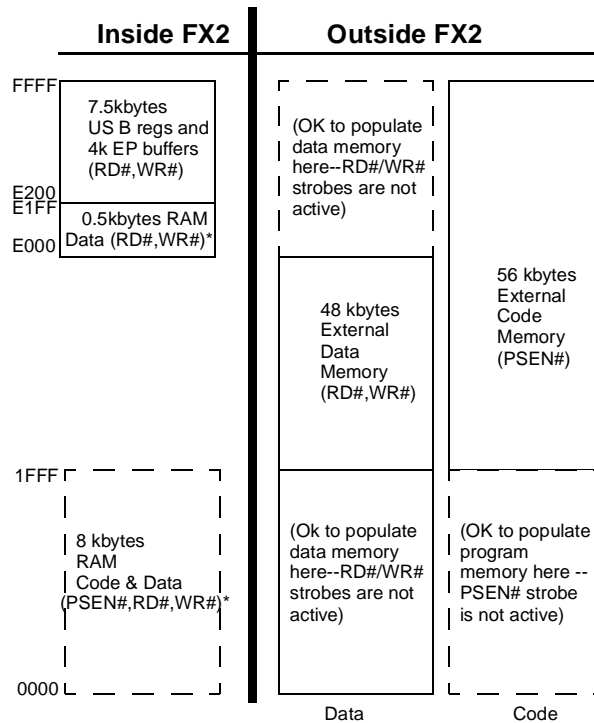 Inside FX2
Outside FX2
FFFF
7.5kbytes
US B regs and
4k EP buffers
(RD#,WR#)
E200
E1FF
0.5kbytes RAM
Data (RD#,WR#)*
E000
(OK to populate
data memory
here--RD#/WR#
strobes are not
active)
48 kbytes
External
Data
Memory
(RD#,WR#)
56 kbytes
External
Code
Memory
(PSEN#)
1FFF
8 kbytes
RAM
Code & Data
(PSEN#,RD#,WR#)*
0000
(Ok to populate
data memory
here--RD#/WR#
strobes are not
active)
(OK to populate
program
memory here --
PSEN# strobe
is not active)
Data
Code